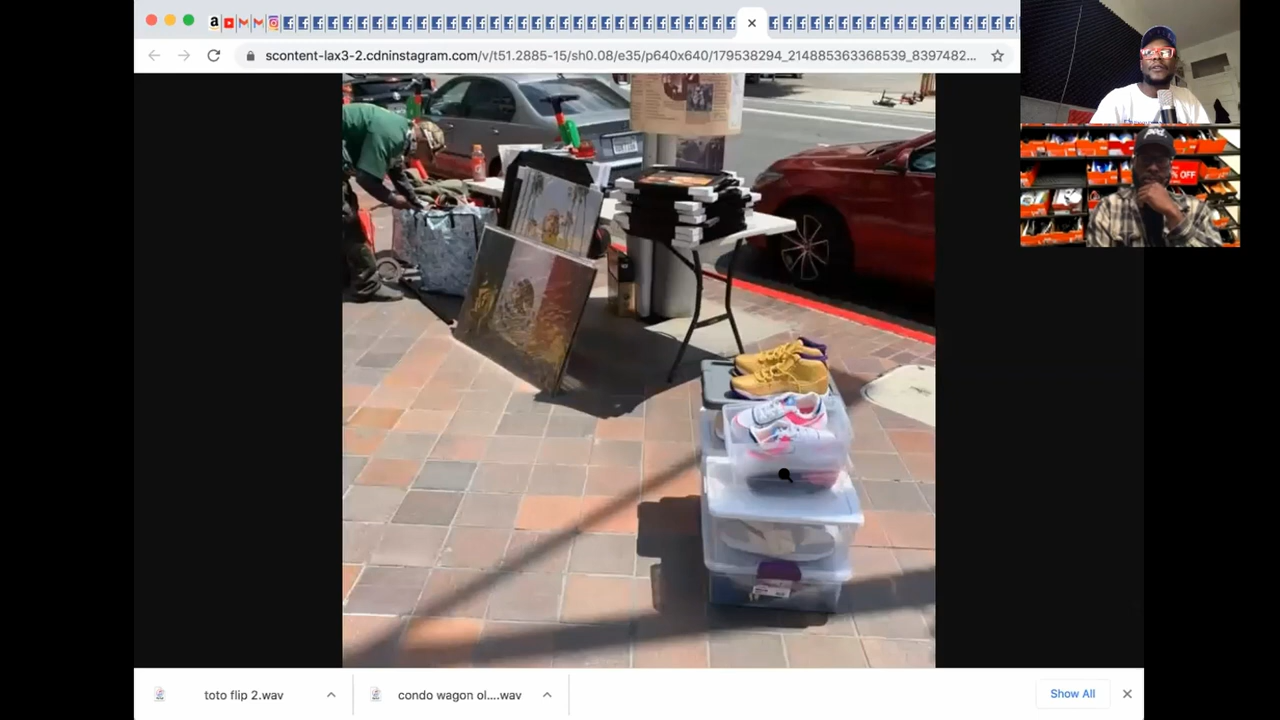 scontent-lax3-2.cdninstagram.com/v/t51.2885-15/sh0.08/e35/p640x640/179538294_214885363368539_8397482...
% OFF
toto flip 2.wav
condo wagon ol....wav
Show All